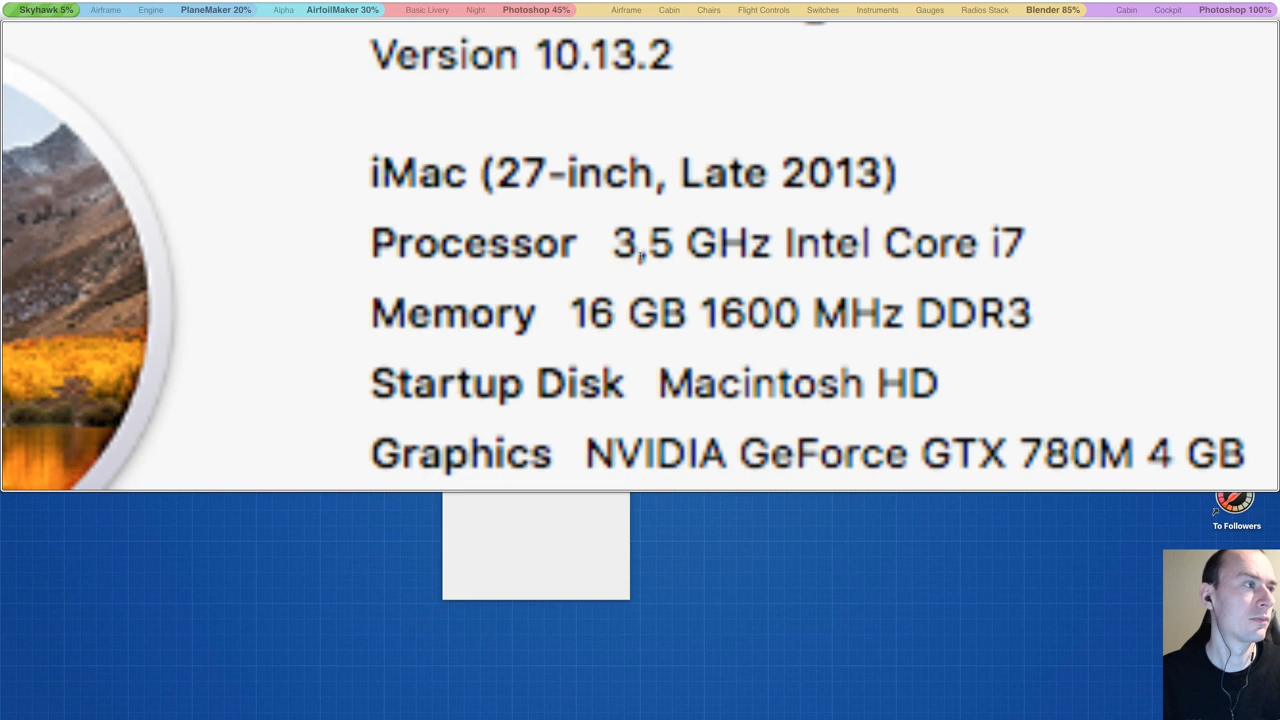 Skyhawk 5% Airframe Engine PlaneMaker 20% Alpha AirfoilMaker 30% Basic Livery Night Photoshop 45% Airframe Cabin Chairs Flight Controls Switches Instruments Gauges Radios Stack Blender 85% Cabin Cockpit Photoshop 100%
Version 10.13.2
iMac (27-inch, Late 2013)
Processor 3,5 GHz Intel Core i7
Memory 16 GB 1600 MHz DDR3
Startup Disk Macintosh HD
Graphics NVIDIA GeForce GTX 780M 4 GB
To Followers